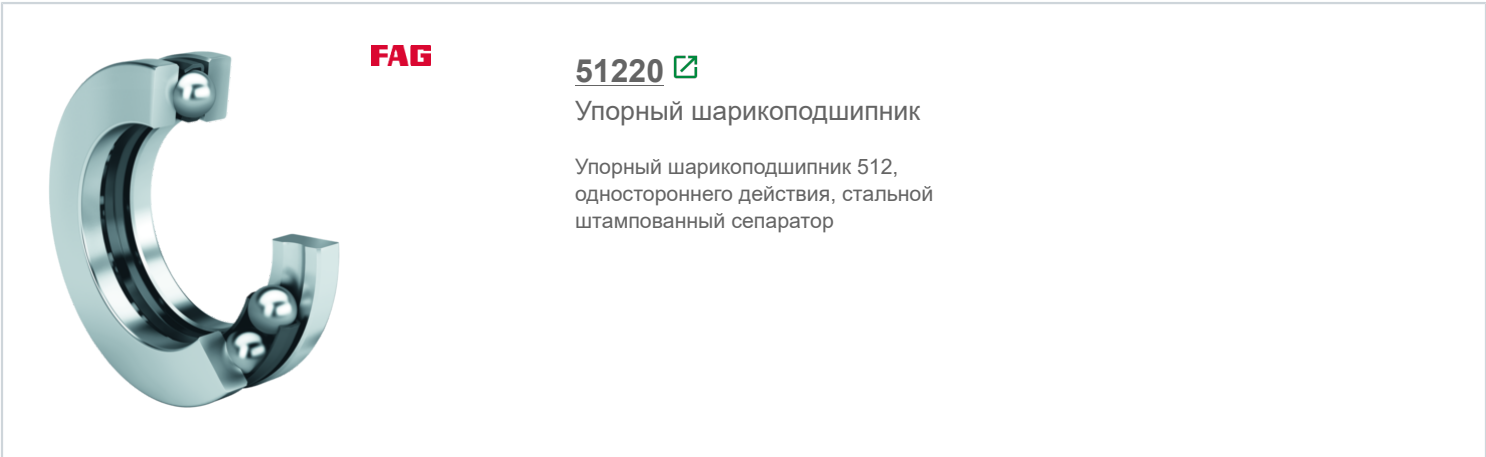 FAG
51220
Упорный шарикоподшипник
Упорный шарикоподшипник 512,
одностороннего действия, стальной
штампованный сепаратор